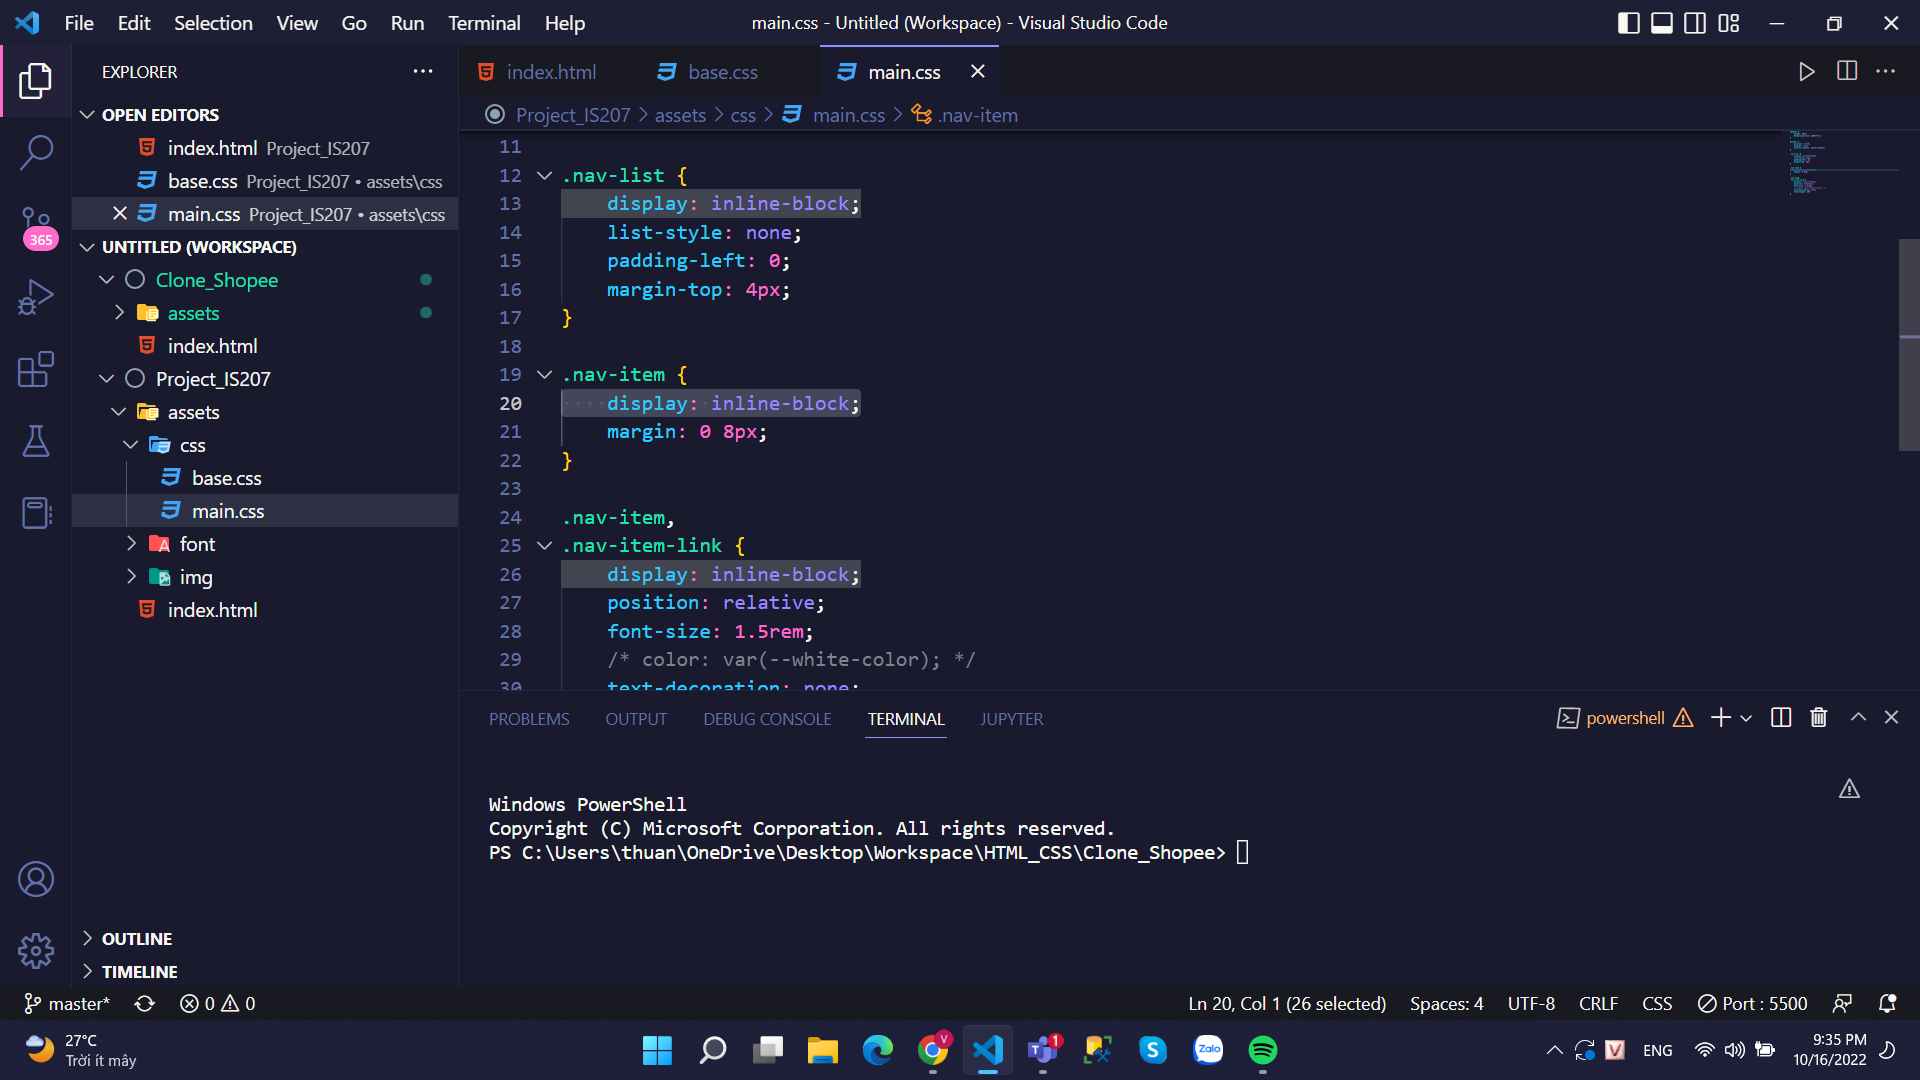 File Edit Selection View Go Run Terminal Help
main.css - Untitled (Workspace) - Visual Studio Code
EXPLORER
OPEN EDITORS
index.html Project_IS207
base.css Project_IS207 • assets\css
main.css Project_IS207 • assets\css
365
UNTITLED (WORKSPACE)
Clone_Shopee
assets
index.html
Project_IS207
assets
css
base.css
main.css
font
img
index.html
OUTLINE
TIMELINE
index.html base.css main.css
Project_IS207 > assets > css > main.css > .nav-item
11
12 .nav-list {
13 display: inline-block;
14 list-style: none;
15 padding-left: 0;
16 margin-top: 4px;
17 }
18
19 .nav-item {
20 ····display:·inline-block;
21 margin: 0 8px;
22 }
23
24 .nav-item,
25 .nav-item-link {
26 display: inline-block;
27 position: relative;
28 font-size: 1.5rem;
29 /* color: var(--white-color); */
30 text-decoration: none;
PROBLEMS OUTPUT DEBUG CONSOLE TERMINAL JUPYTER
powershell
Windows PowerShell
Copyright (C) Microsoft Corporation. All rights reserved.
PS C:\Users\thuan\OneDrive\Desktop\Workspace\HTML_CSS\Clone_Shopee>
master* 0 0
Ln 20, Col 1 (26 selected) Spaces: 4 UTF-8 CRLF CSS Port : 5500
27°C
Trời ít mây
V
1
S
Zalo
V
ENG
9:35 PM
10/16/2022